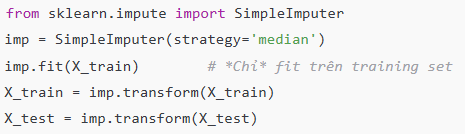 from sklearn.impute import SimpleImputer
imp = SimpleImputer(strategy='median')
imp.fit(X_train)        # *Chỉ* fit trên training set
X_train = imp.transform(X_train)
X_test = imp.transform(X_test)